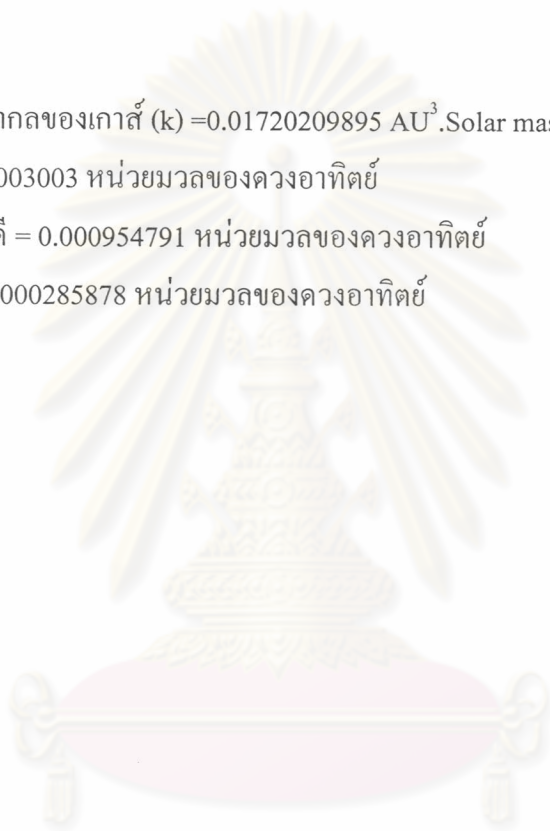 ากลของเกาส์ (k) =0.01720209895 AU³.Solar mas
003003 หน่วยมวลของดวงอาทิตย์
ดี = 0.000954791 หน่วยมวลของดวงอาทิตย์
000285878 หน่วยมวลของดวงอาทิตย์